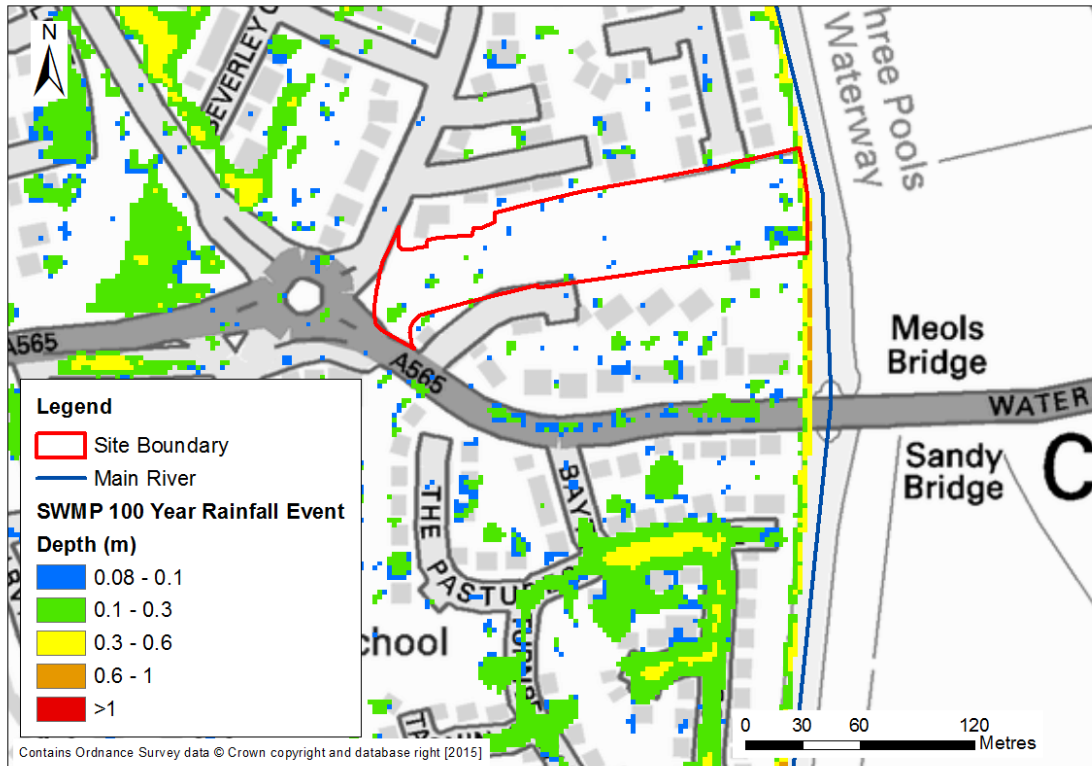 N
BEVERLEY C
Three Pools
Waterway
A565
A565
Meols
Bridge
WATER
Sandy
Bridge
C
BAY
THE PASTURES
chool
Legend
Site Boundary
Main River
SWMP 100 Year Rainfall Event
Depth (m)
0.08 - 0.1
0.1 - 0.3
0.3 - 0.6
0.6 - 1
>1
0 30 60 120
Metres
Contains Ordnance Survey data © Crown copyright and database right [2015]